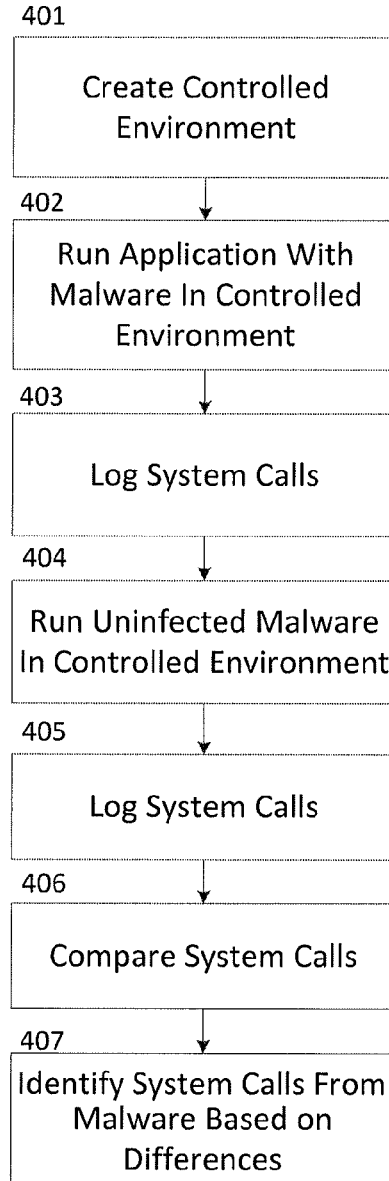 401
Create Controlled
Environment
402
Run Application With
Malware In Controlled
Environment
403
Log System Calls
404
Run Uninfected Malware
In Controlled Environment
405
Log System Calls
406
Compare System Calls
407
Identify System Calls From
Malware Based on
Differences